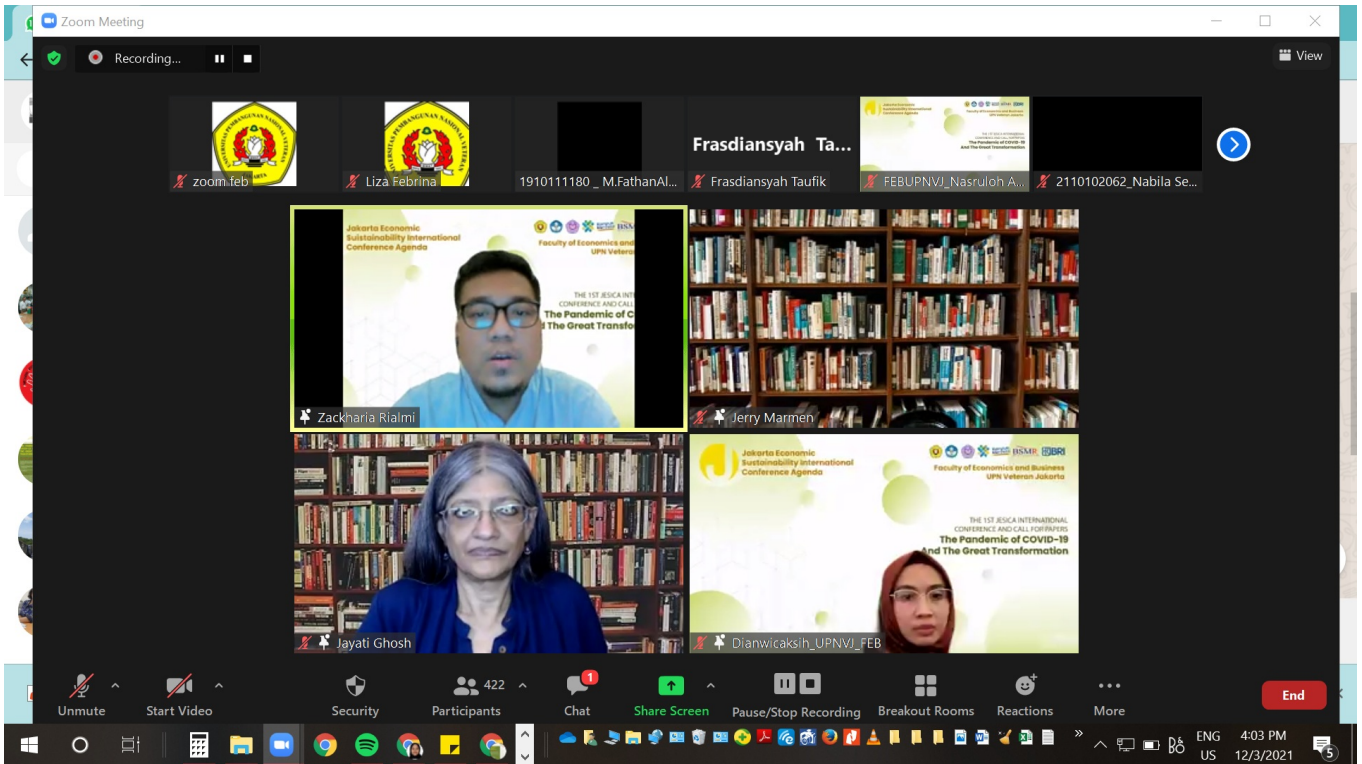 Zoom Meeting
Recording...
View
Frasdiansyah Ta...
zoom.feb
Liza Febrina
1910111180 _ M.FathanAl...
Frasdiansyah Taufik
FEBUPNVJ_Nasruloh A...
2110102062_Nabila Se...
Jakarta Economic
Suistainability International
Conference Agenda
Faculty of Economics and
UPN Veteran
THE 1ST JESICA INT
CONFERENCE AND CALL
The Pandemic of C
d The Great Transfo
Zackharia Rialmi
Jerry Marmen
Jayati Ghosh
Jakarta Economic
Sustainability International
Conference Agenda
BSMR BRI
Faculty of Economics and Business
UPN Veteran Jakarta
THE 1ST JESICA INTERNATIONAL
CONFERENCE AND CALL FOR PAPERS
The Pandemic of COVID-19
And The Great Transformation
Dianwicaksih_UPNVJ_FEB
Unmute
Start Video
Security
422
Participants
1
Chat
Share Screen
Pause/Stop Recording
Breakout Rooms
Reactions
More
End
ENG
US
4:03 PM
12/3/2021
5